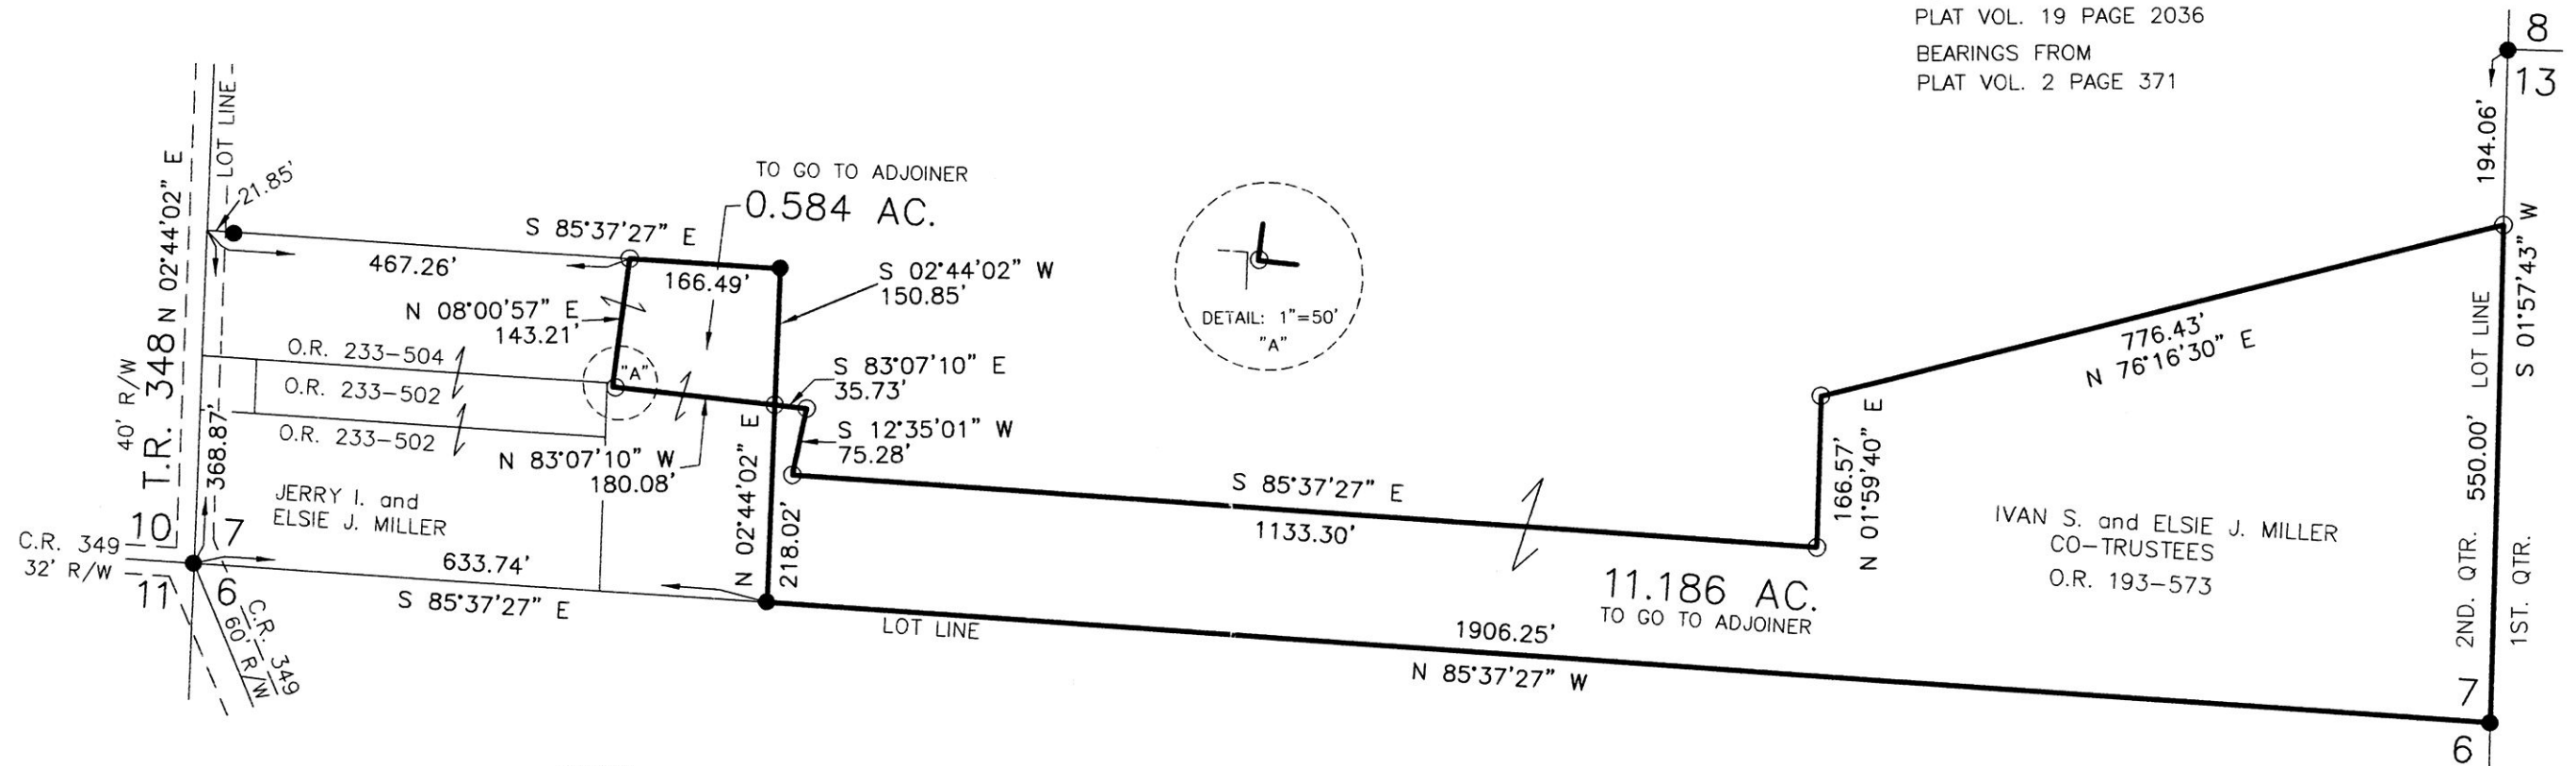 PLAT VOL. 19 PAGE 2036
BEARINGS FROM
PLAT VOL. 2 PAGE 371
8
13
194.06'
S 01°57'43" W
LOT LINE
550.00'
2ND. QTR.
1ST. QTR.
7
6
LOT LINE
21.85'
N 02°44'02" E
T.R. 348
40' R/W
368.87'
S 85°37'27" E
467.26'
TO GO TO ADJOINER
0.584 AC.
166.49'
S 02°44'02" W
150.85'
N 08°00'57" E
143.21'
O.R. 233-504
O.R. 233-502
O.R. 233-502
"A"
S 83°07'10" E
35.73'
S 12°35'01" W
75.28'
N 83°07'10" W
180.08'
N 02°44'02" E
218.02'
DETAIL: 1"=50'
"A"
776.43'
N 76°16'30" E
166.57'
N 01°59'40" E
IVAN S. and ELSIE J. MILLER
CO-TRUSTEES
O.R. 193-573
S 85°37'27" E
1133.30'
11.186 AC.
TO GO TO ADJOINER
JERRY I. and
ELSIE J. MILLER
10
7
C.R. 349
32' R/W
11
6
C.R. 349
60' R/W
633.74'
S 85°37'27" E
LOT LINE
1906.25'
N 85°37'27" W